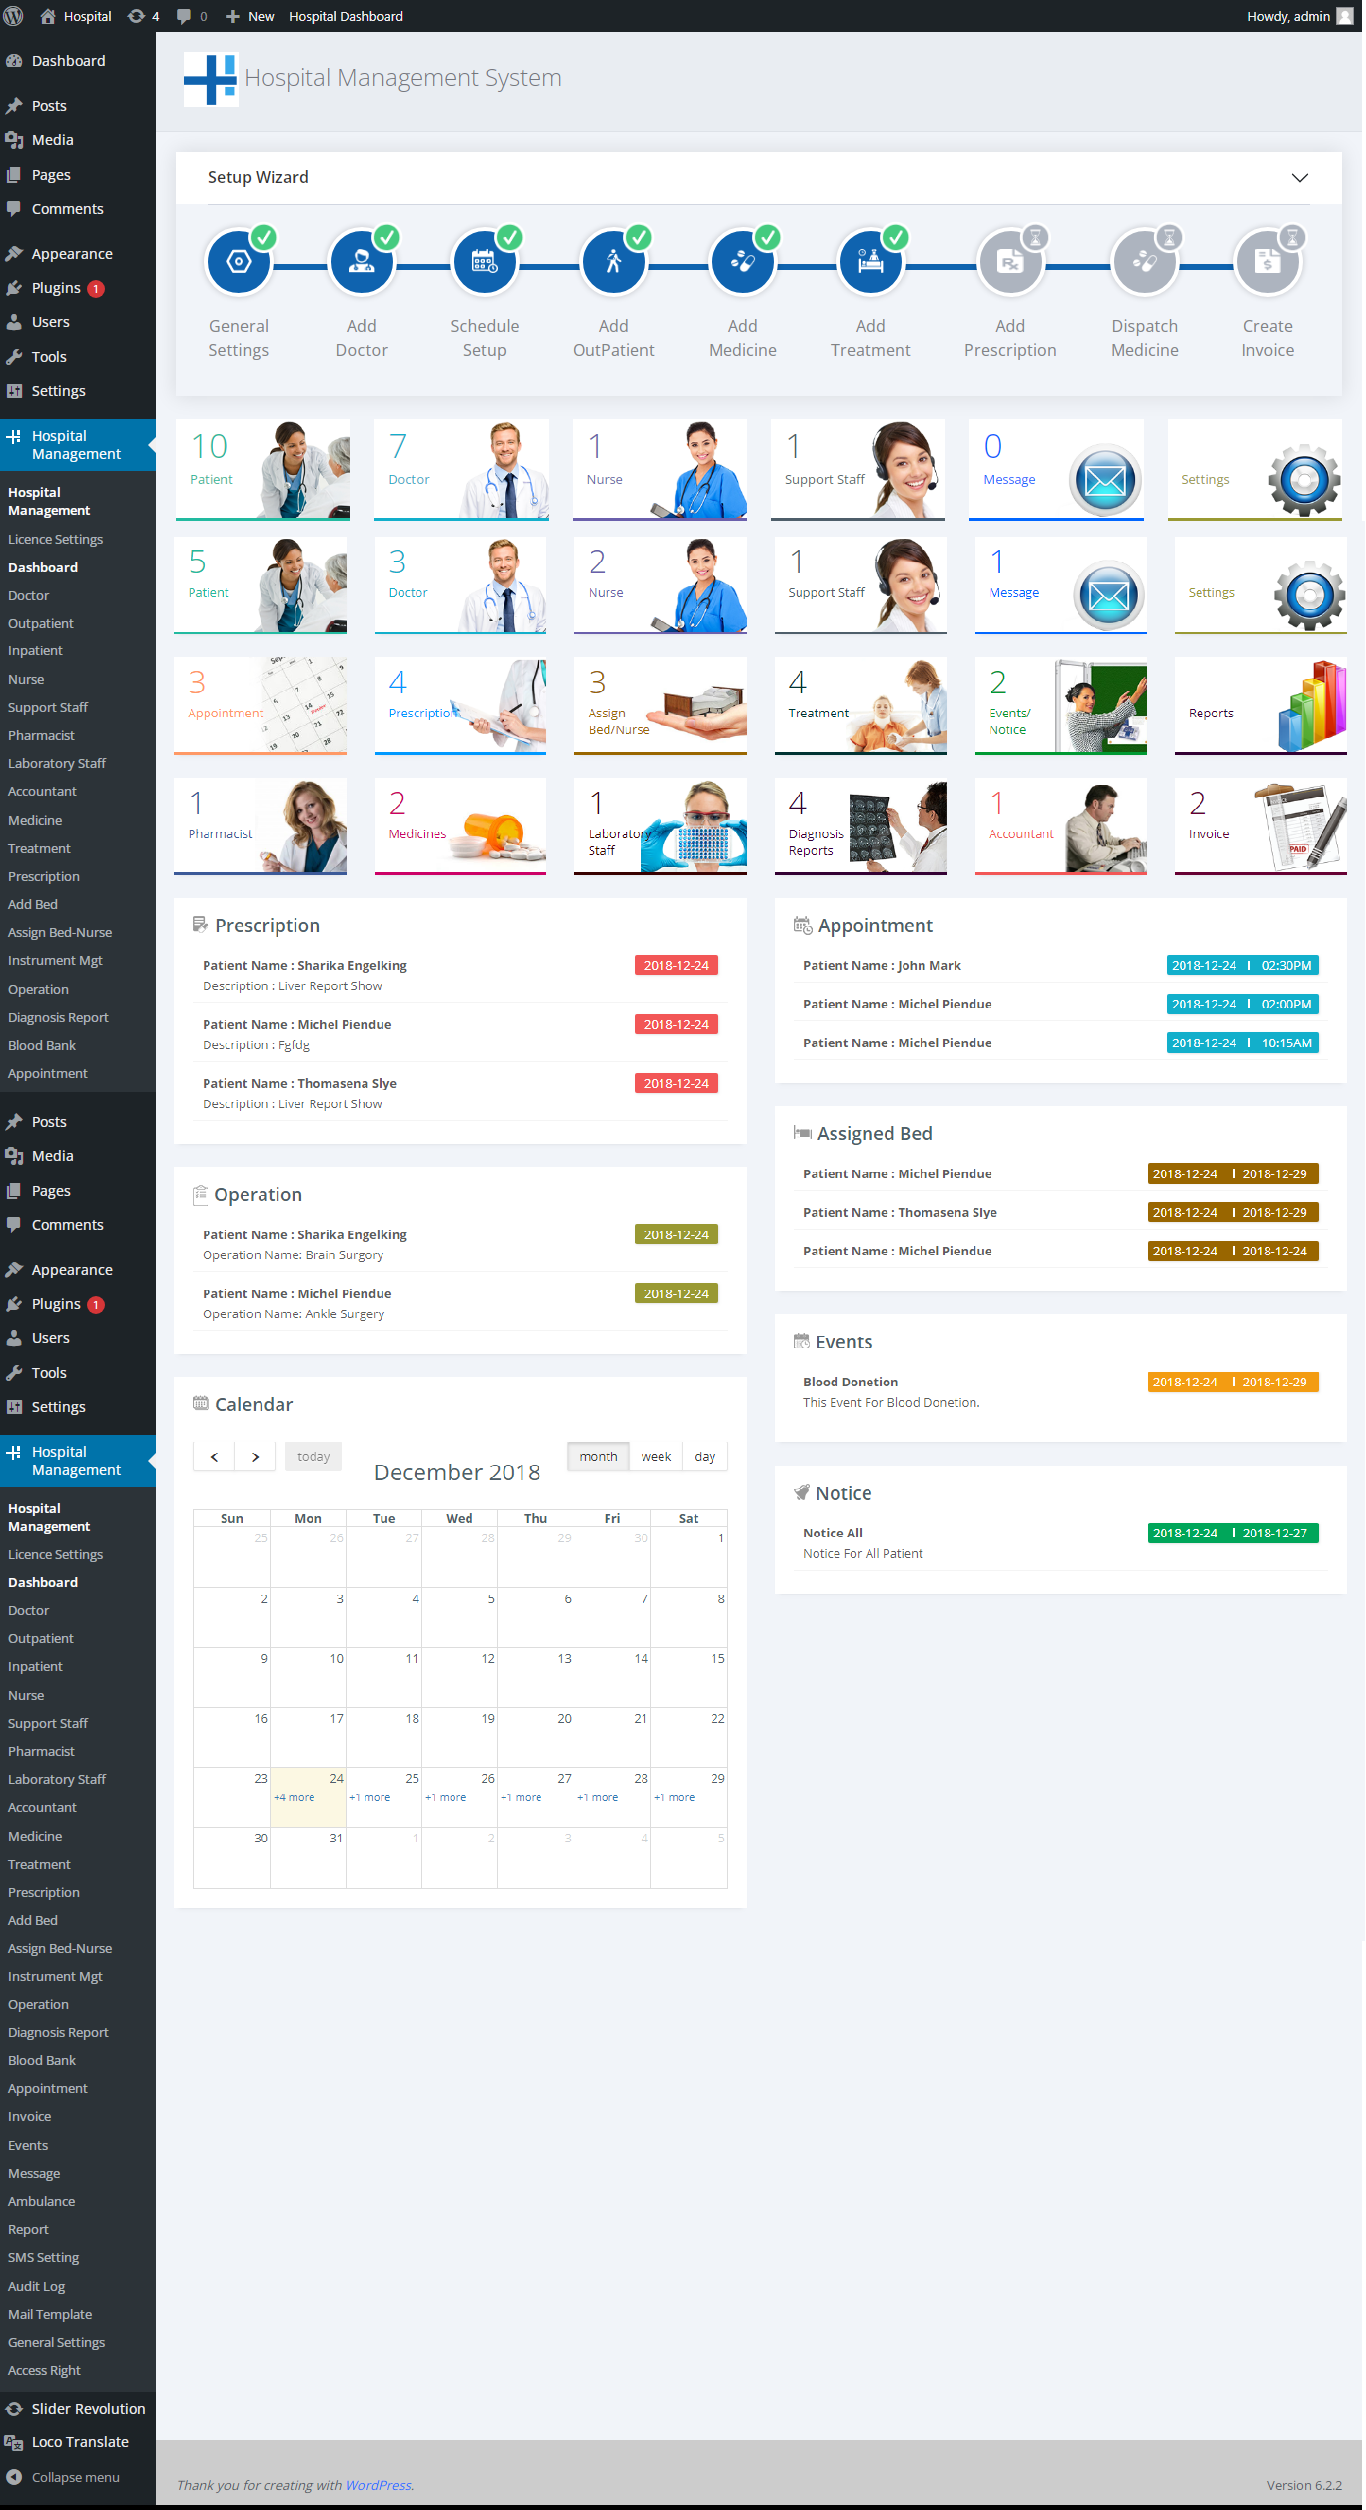 Hospital 4 0 New Hospital Dashboard Howdy, admin
Dashboard
Posts
Media
Pages
Comments
Appearance
Plugins 1
Users
Tools
Settings
Hospital
Management
Hospital
Management
Licence Settings
Dashboard
Doctor
Outpatient
Inpatient
Nurse
Support Staff
Pharmacist
Laboratory Staff
Accountant
Medicine
Treatment
Prescription
Add Bed
Assign Bed-Nurse
Instrument Mgt
Operation
Diagnosis Report
Blood Bank
Appointment
Posts
Media
Pages
Comments
Appearance
Plugins 1
Users
Tools
Settings
Hospital
Management
Hospital
Management
Licence Settings
Dashboard
Doctor
Outpatient
Inpatient
Nurse
Support Staff
Pharmacist
Laboratory Staff
Accountant
Medicine
Treatment
Prescription
Add Bed
Assign Bed-Nurse
Instrument Mgt
Operation
Diagnosis Report
Blood Bank
Appointment
Invoice
Events
Message
Ambulance
Report
SMS Setting
Audit Log
Mail Template
General Settings
Access Right
Slider Revolution
Loco Translate
Collapse menu
Hospital Management System
Setup Wizard
General Add Schedule Add Add Add Add Dispatch Create
Settings Doctor Setup OutPatient Medicine Treatment Prescription Medicine Invoice
10 7 1 1 0
Patient Doctor Nurse Support Staff Message Settings
5 3 2 1 1
Patient Doctor Nurse Support Staff Message Settings
3 4 3 4 2
Appointment Prescription Assign Treatment Events/ Reports
Bed/Nurse Notice
1 2 1 4 1 2
Pharmacist Medicines Laboratory Diagnosis Accountant Invoice
Staff Reports
PAID
Prescription
Patient Name : Sharika Engelking 2018-12-24
Description : Liver Report Show
Patient Name : Michel Piendue 2018-12-24
Description : Fgfdg
Patient Name : Thomasena Slye 2018-12-24
Description : Liver Report Show
Operation
Patient Name : Sharika Engelking 2018-12-24
Operation Name: Brain Surgory
Patient Name : Michel Piendue 2018-12-24
Operation Name: Ankle Surgery
Calendar
today December 2018 month week day
Sun Mon Tue Wed Thu Fri Sat
25 26 27 28 29 30 1
2 3 4 5 6 7 8
9 10 11 12 13 14 15
16 17 18 19 20 21 22
23 24 25 26 27 28 29
+4 more +1 more +1 more +1 more +1 more +1 more
30 31 1 2 3 4 5
Appointment
Patient Name : John Mark 2018-12-24 | 02:30PM
Patient Name : Michel Piendue 2018-12-24 | 02:00PM
Patient Name : Michel Piendue 2018-12-24 | 10:15AM
Assigned Bed
Patient Name : Michel Piendue 2018-12-24 | 2018-12-29
Patient Name : Thomasena Slye 2018-12-24 | 2018-12-29
Patient Name : Michel Piendue 2018-12-24 | 2018-12-24
Events
Blood Donetion 2018-12-24 | 2018-12-29
This Event For Blood Donetion.
Notice
Notice All 2018-12-24 | 2018-12-27
Notice For All Patient
Thank you for creating with WordPress. Version 6.2.2